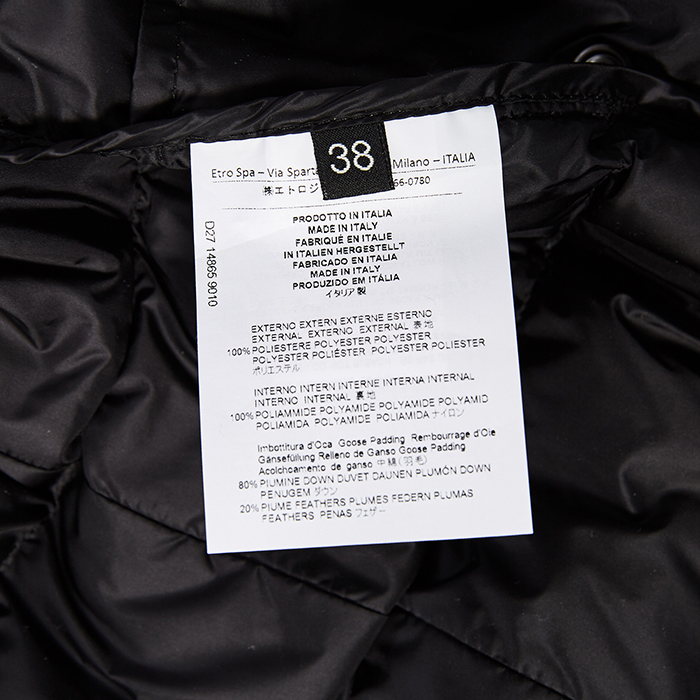 38
Etro Spa – Via Sparta Milano – ITALIA
㈱エトロジ 66-0780
D27 14865 9010
PRODOTTO IN ITALIA
MADE IN ITALY
FABRIQUÉ EN ITALIE
IN ITALIEN HERGESTELLT
FABRICADO EN ITALIA
MADE IN ITALY
PRODUZIDO EM ITÁLIA
イタリア製
EXTERNO EXTERN EXTERNE ESTERNO
EXTERNAL EXTERNO EXTERNAL 裏地
100% POLIESTERE POLYESTER POLYESTER
POLYESTER POLIÉSTER POLYESTER POLIÉSTER
ポリエステル
INTERNO INTERN INTERNE INTERNA INTERNAL
INTERNO INTERNAL 裏地
100% POLIAMMIDE POLYAMIDE POLYAMIDE POLYAMID
POLIAMIDA POLYAMIDE POLIAMIDA ナイロン
Imbottitura d'Oca Goose Padding Rembourrage d'Oie
Gänsefüllung Relleno de Ganso Goose Padding
Acolchoamento de ganso 中綿(羽毛)
80% PIUMINE DOWN DUVET DAUNEN PLUMÓN DOWN
PENUGEM ダウン
20% PIUME FEATHERS PLUMES FEDERN PLUMAS
FEATHERS PENAS フェザー